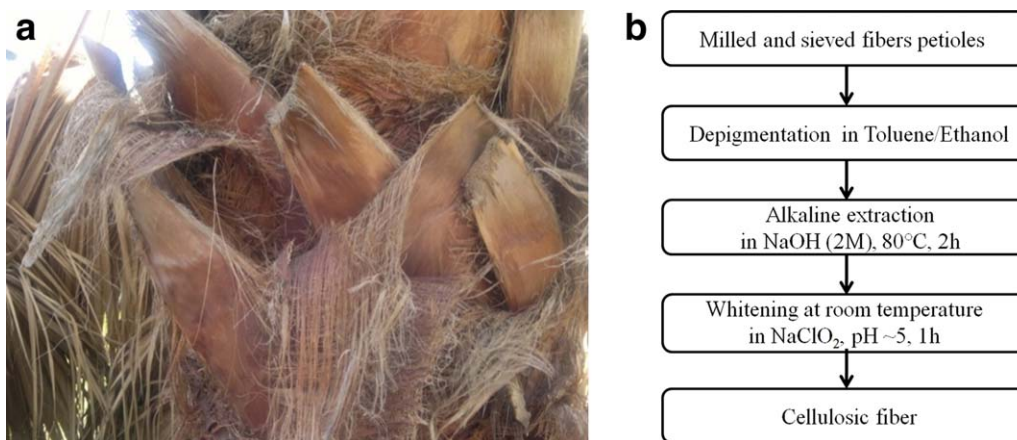 a
b
Milled and sieved fibers petioles
Depigmentation in Toluene/Ethanol
Alkaline extraction
in NaOH (2M), 80°C, 2h
Whitening at room temperature
in NaClO₂, pH ~5, 1h
Cellulosic fiber